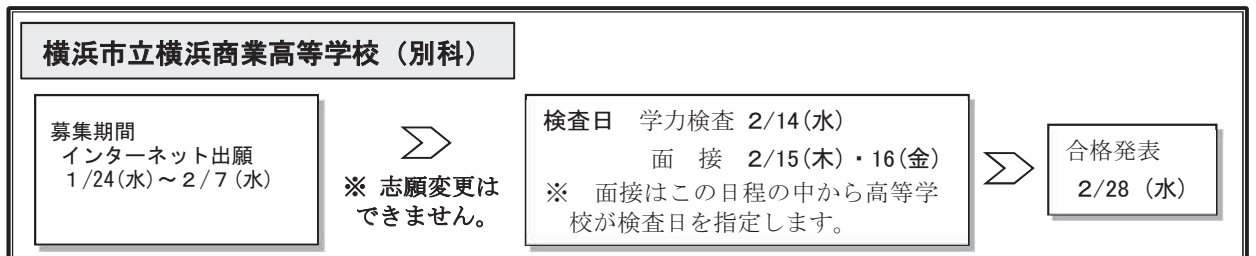 横浜市立横浜商業高等学校（別科）
募集期間
インターネット出願
１/24(水)～２/７(水)
※ 志願変更は
できません。
検査日　学力検査 2/14(水)
面　接　2/15(木)・16(金)
※　面接はこの日程の中から高等学
校が検査日を指定します。
合格発表
2/28 (水)